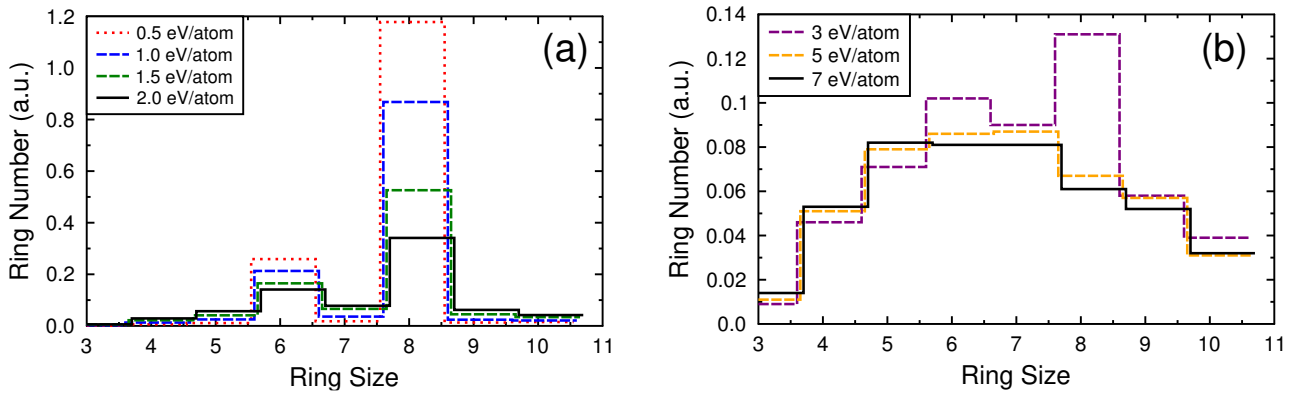 (a)
0.5 eV/atom
1.0 eV/atom
1.5 eV/atom
2.0 eV/atom
Ring Number (a.u.)
1.2
1.0
0.8
0.6
0.4
0.2
0.0
3 4 5 6 7 8 9 10 11
Ring Size
(b)
3 eV/atom
5 eV/atom
7 eV/atom
Ring Number (a.u.)
0.14
0.12
0.1
0.08
0.06
0.04
0.02
0.0
3 4 5 6 7 8 9 10 11
Ring Size